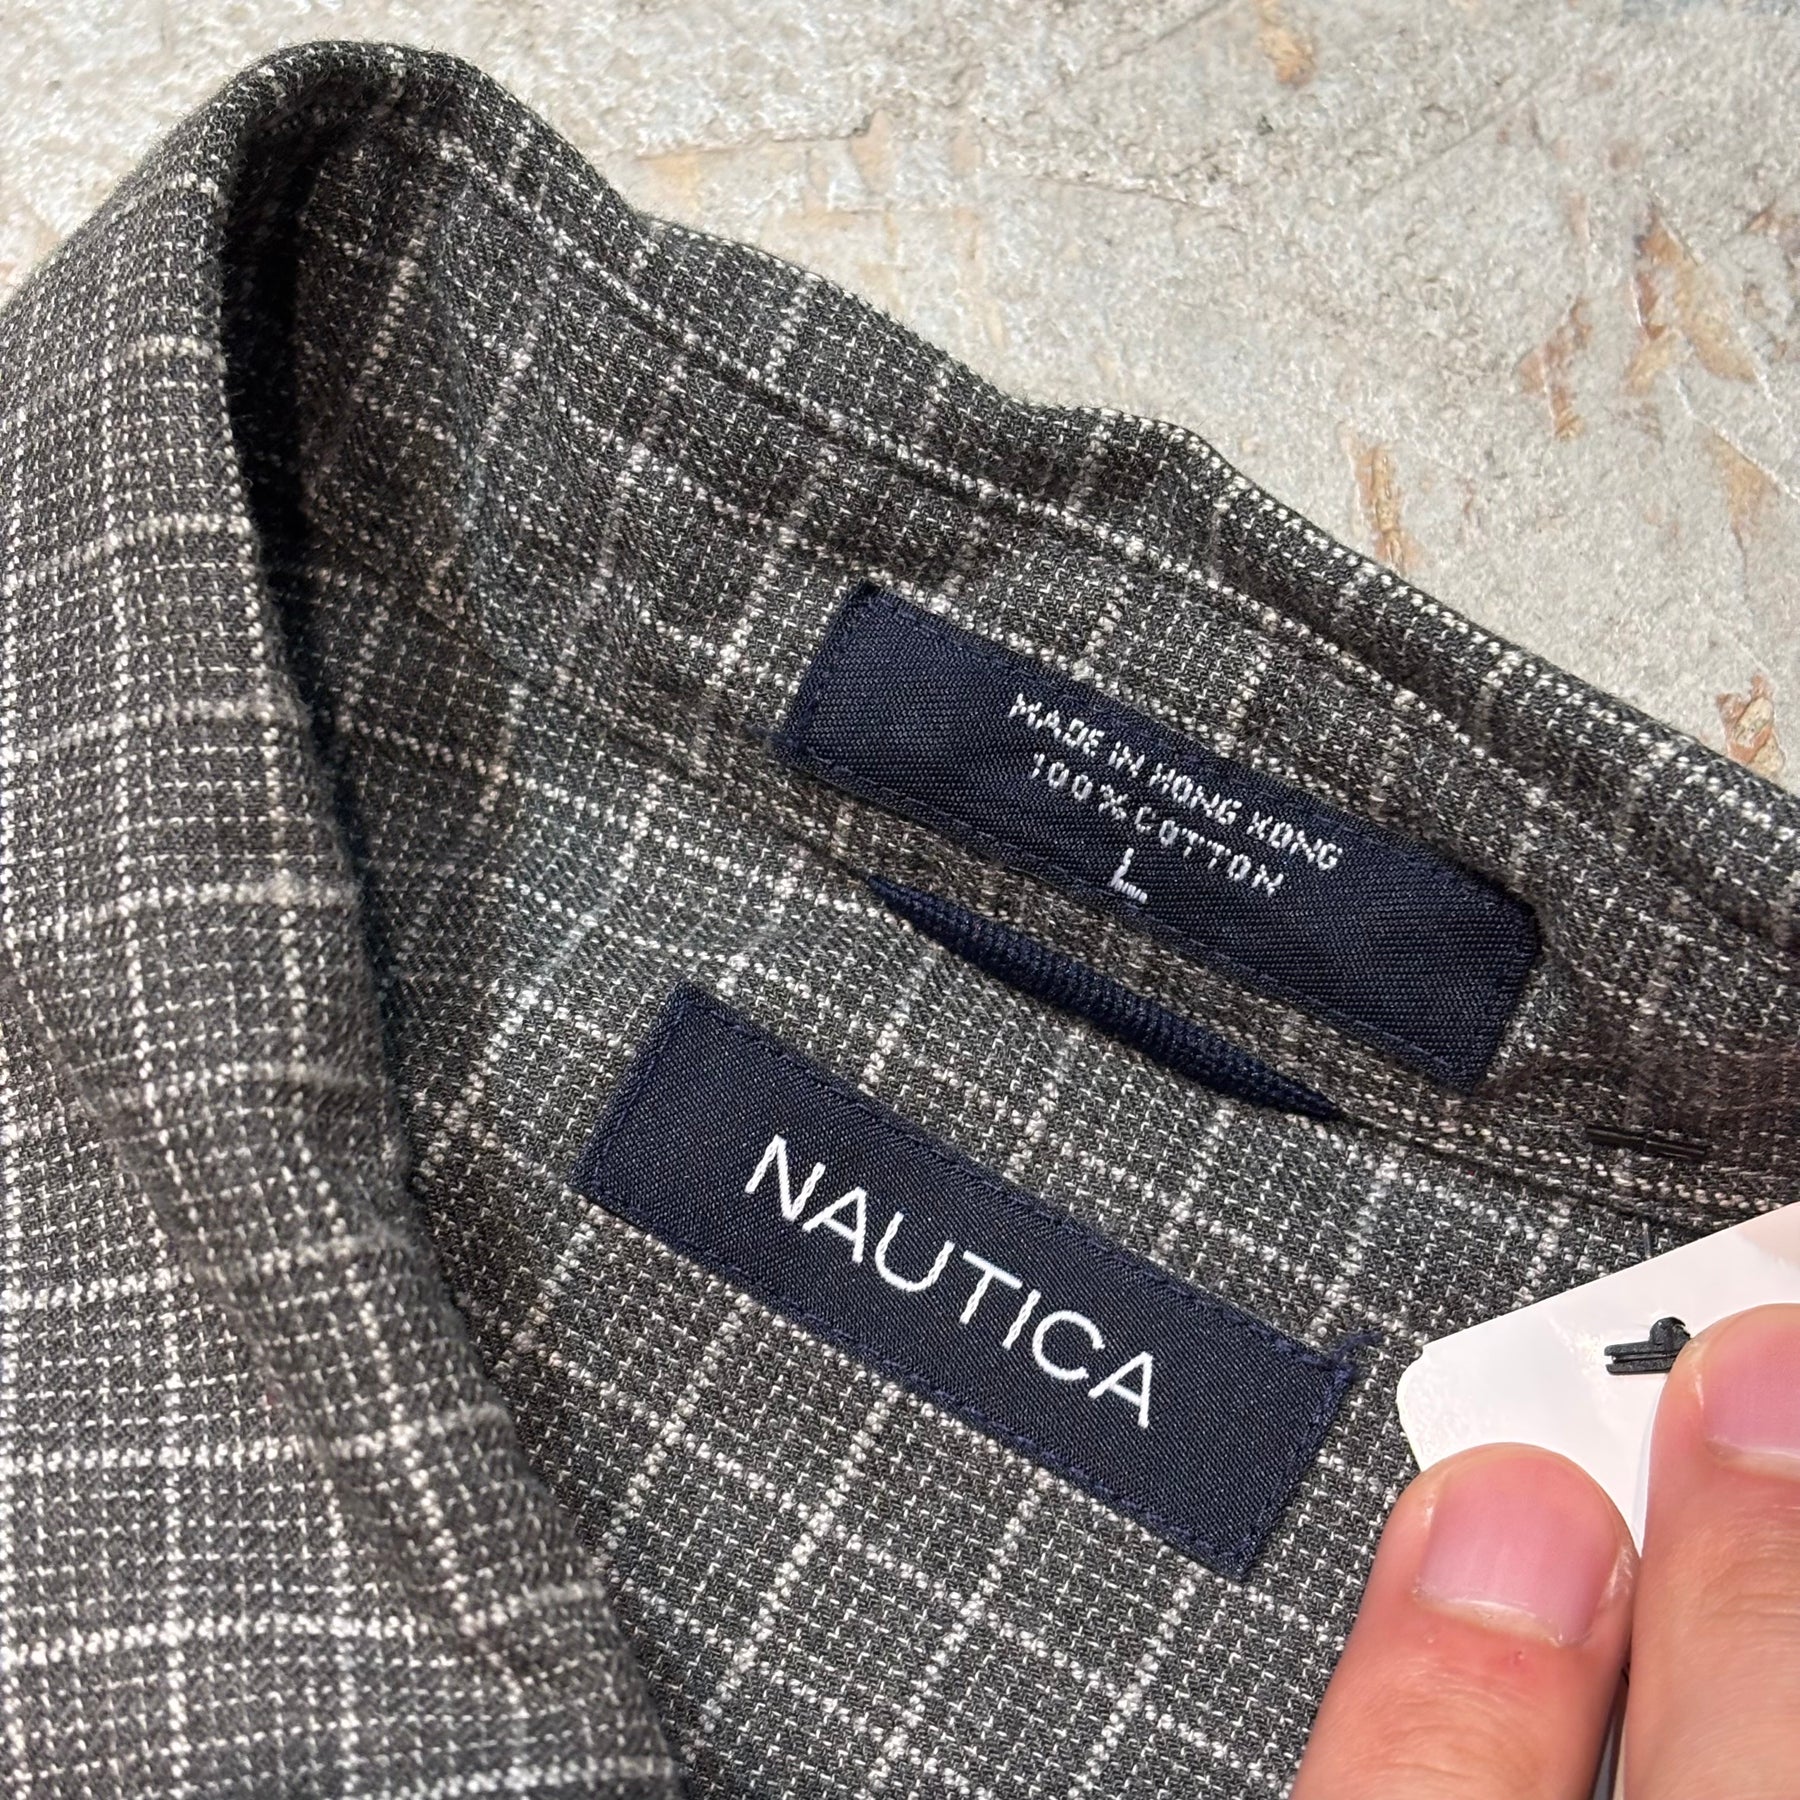 MADE IN HONG KONG
100% COTTON
L
NAUTICA